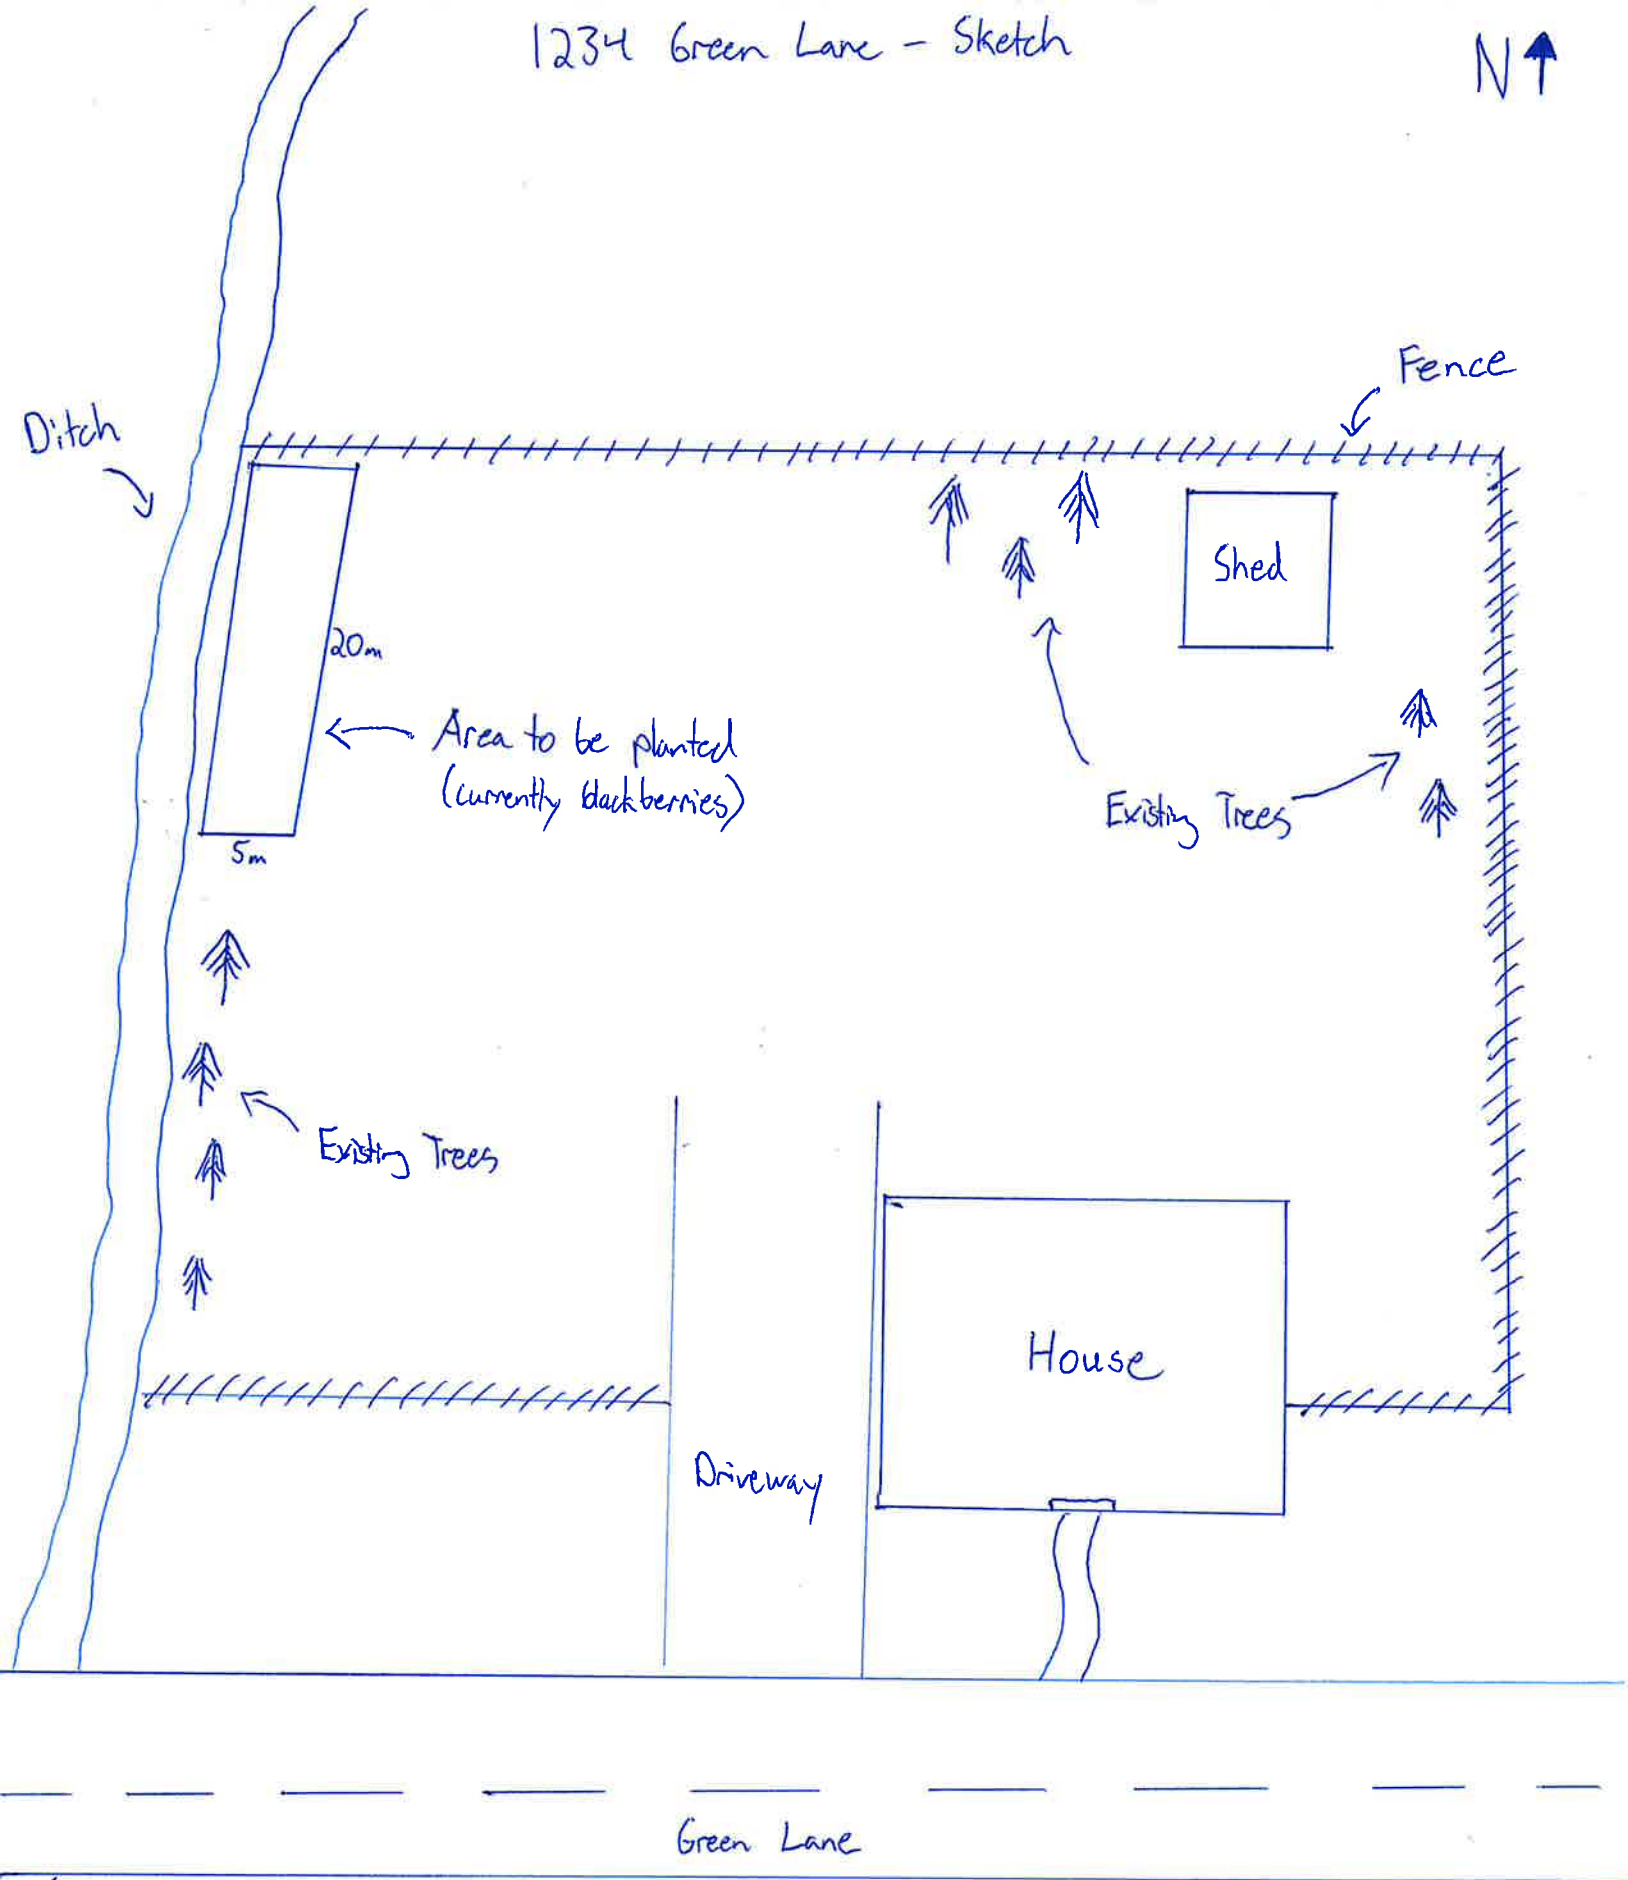 1234 Green Lane - Sketch
N
Fence
Ditch
Shed
20m
Area to be planted
(currently blackberries)
Existing Trees
5m
Existing Trees
House
Driveway
Green Lane